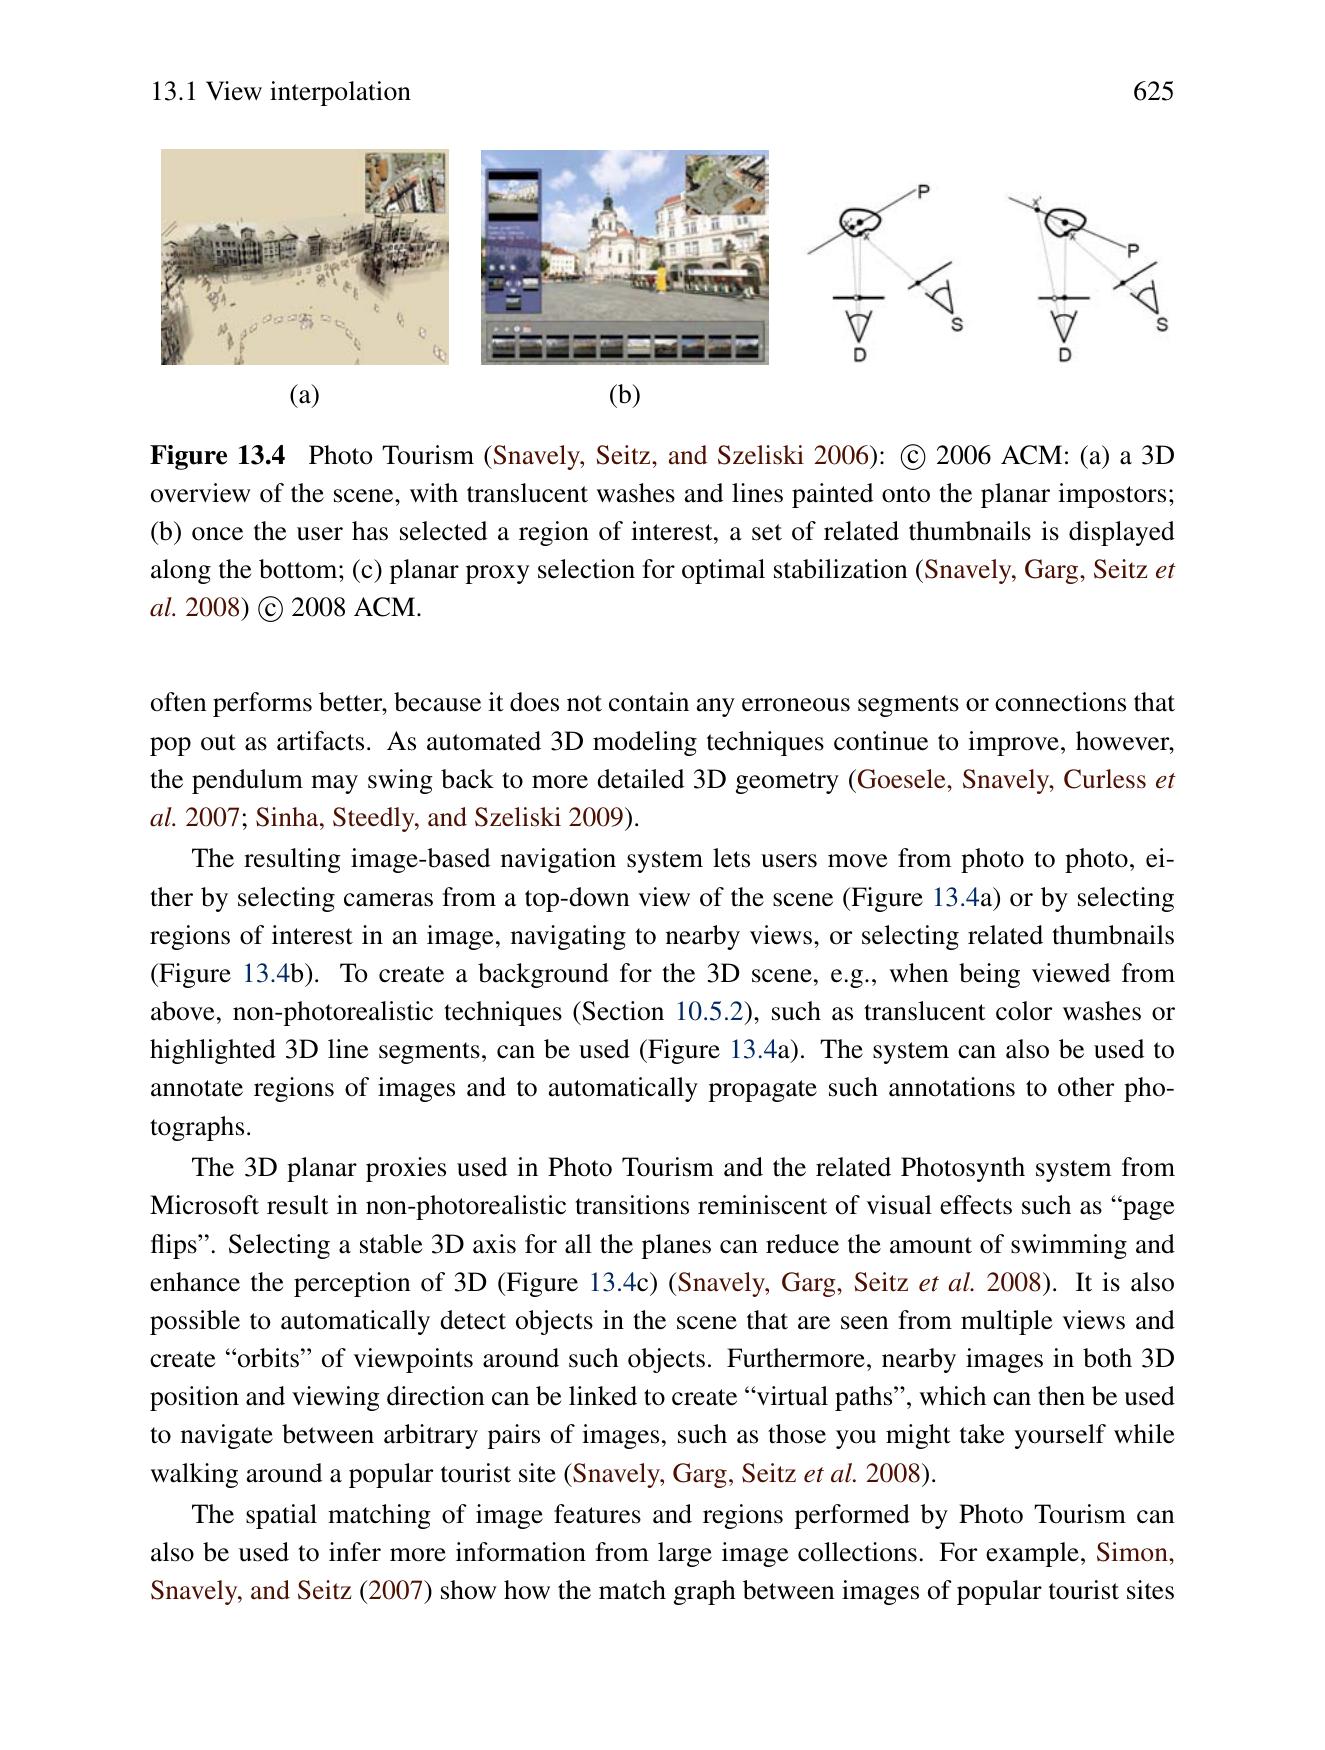 13.1 View interpolation 625
P
x'
x
S
D
x'
x
P
S
D
(a) (b)
Figure 13.4 Photo Tourism (Snavely, Seitz, and Szeliski 2006): © 2006 ACM: (a) a 3D
overview of the scene, with translucent washes and lines painted onto the planar impostors;
(b) once the user has selected a region of interest, a set of related thumbnails is displayed
along the bottom; (c) planar proxy selection for optimal stabilization (Snavely, Garg, Seitz et
al. 2008) © 2008 ACM.
often performs better, because it does not contain any erroneous segments or connections that
pop out as artifacts. As automated 3D modeling techniques continue to improve, however,
the pendulum may swing back to more detailed 3D geometry (Goesele, Snavely, Curless et
al. 2007; Sinha, Steedly, and Szeliski 2009).
The resulting image-based navigation system lets users move from photo to photo, ei-
ther by selecting cameras from a top-down view of the scene (Figure 13.4a) or by selecting
regions of interest in an image, navigating to nearby views, or selecting related thumbnails
(Figure 13.4b). To create a background for the 3D scene, e.g., when being viewed from
above, non-photorealistic techniques (Section 10.5.2), such as translucent color washes or
highlighted 3D line segments, can be used (Figure 13.4a). The system can also be used to
annotate regions of images and to automatically propagate such annotations to other pho-
tographs.
The 3D planar proxies used in Photo Tourism and the related Photosynth system from
Microsoft result in non-photorealistic transitions reminiscent of visual effects such as “page
flips”. Selecting a stable 3D axis for all the planes can reduce the amount of swimming and
enhance the perception of 3D (Figure 13.4c) (Snavely, Garg, Seitz et al. 2008). It is also
possible to automatically detect objects in the scene that are seen from multiple views and
create “orbits” of viewpoints around such objects. Furthermore, nearby images in both 3D
position and viewing direction can be linked to create “virtual paths”, which can then be used
to navigate between arbitrary pairs of images, such as those you might take yourself while
walking around a popular tourist site (Snavely, Garg, Seitz et al. 2008).
The spatial matching of image features and regions performed by Photo Tourism can
also be used to infer more information from large image collections. For example, Simon,
Snavely, and Seitz (2007) show how the match graph between images of popular tourist sites